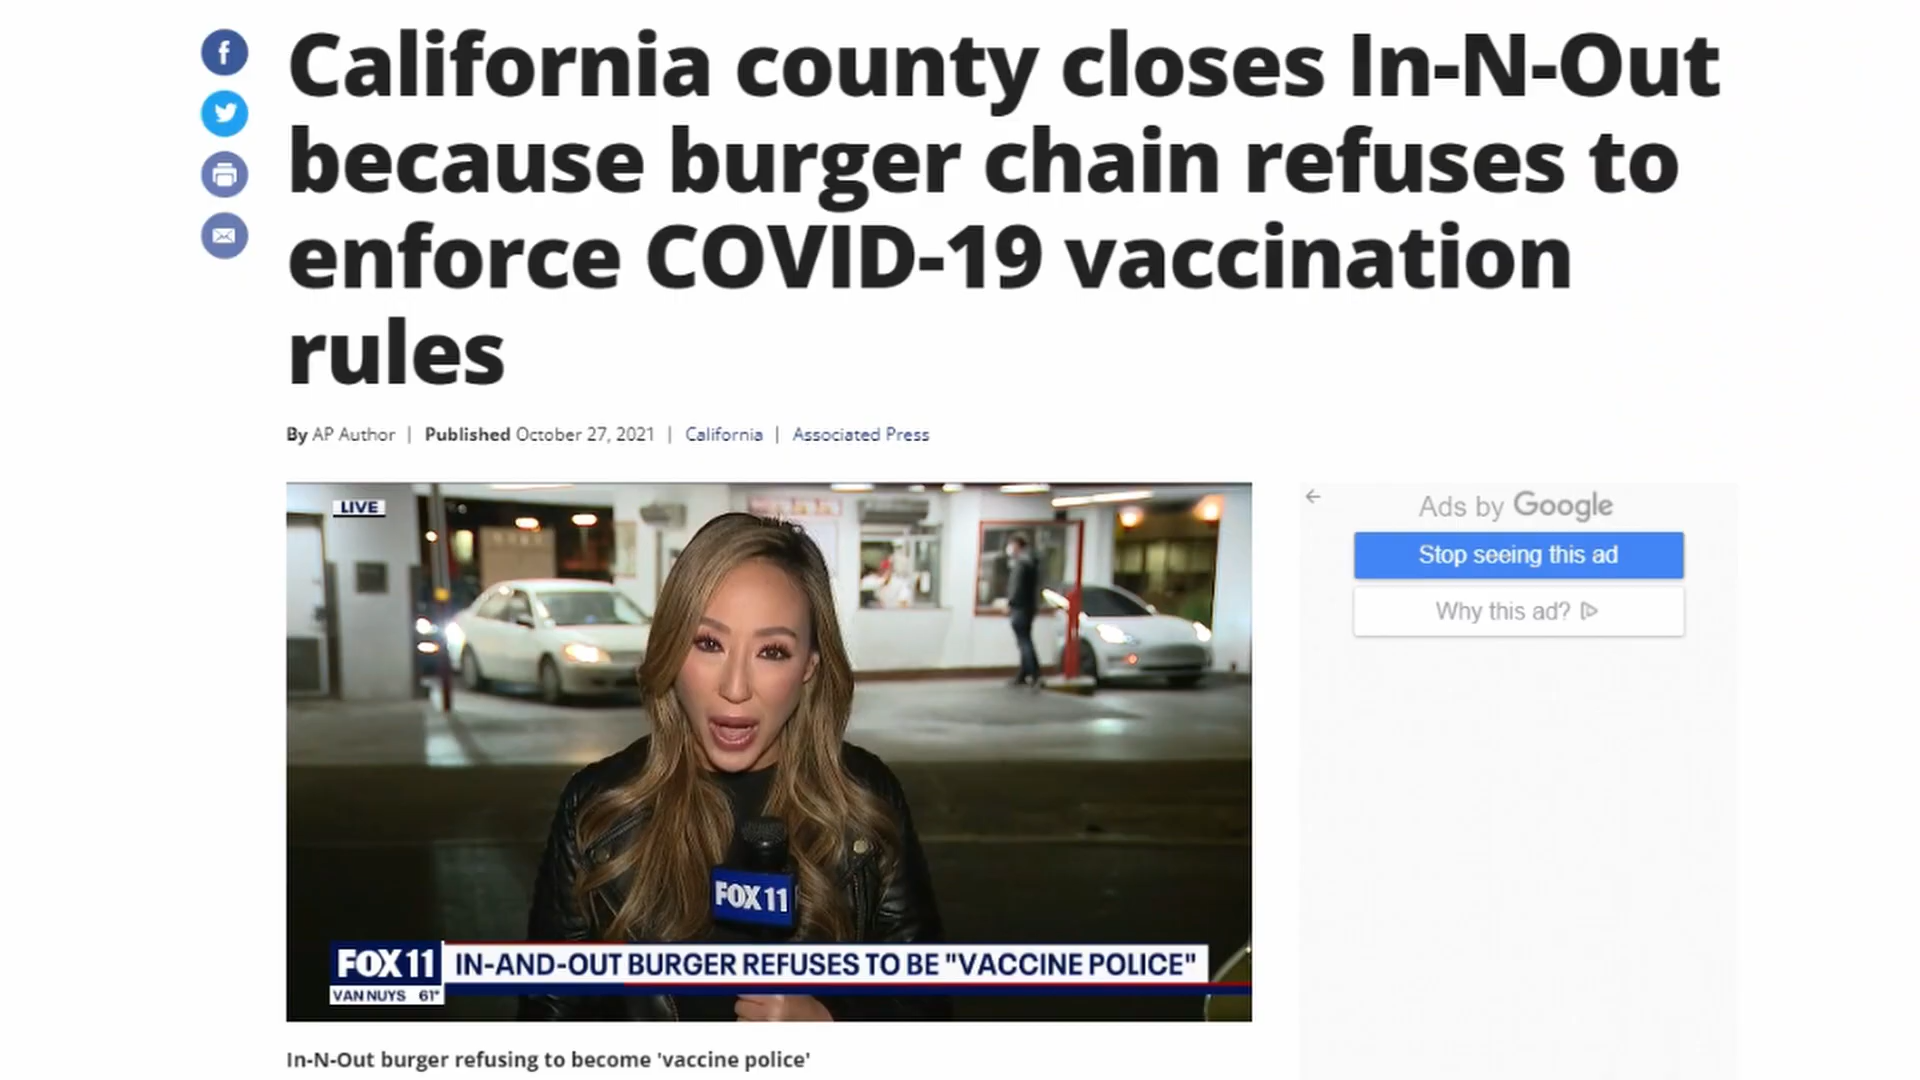 California county closes In-N-Out
because burger chain refuses to
enforce COVID-19 vaccination
rules
By AP Author | Published October 27, 2021 | California | Associated Press
LIVE
Ads by Google
Stop seeing this ad
Why this ad?
FOX 11
FOX 11
IN-AND-OUT BURGER REFUSES TO BE "VACCINE POLICE"
VAN NUYS 61°
In-N-Out burger refusing to become 'vaccine police'